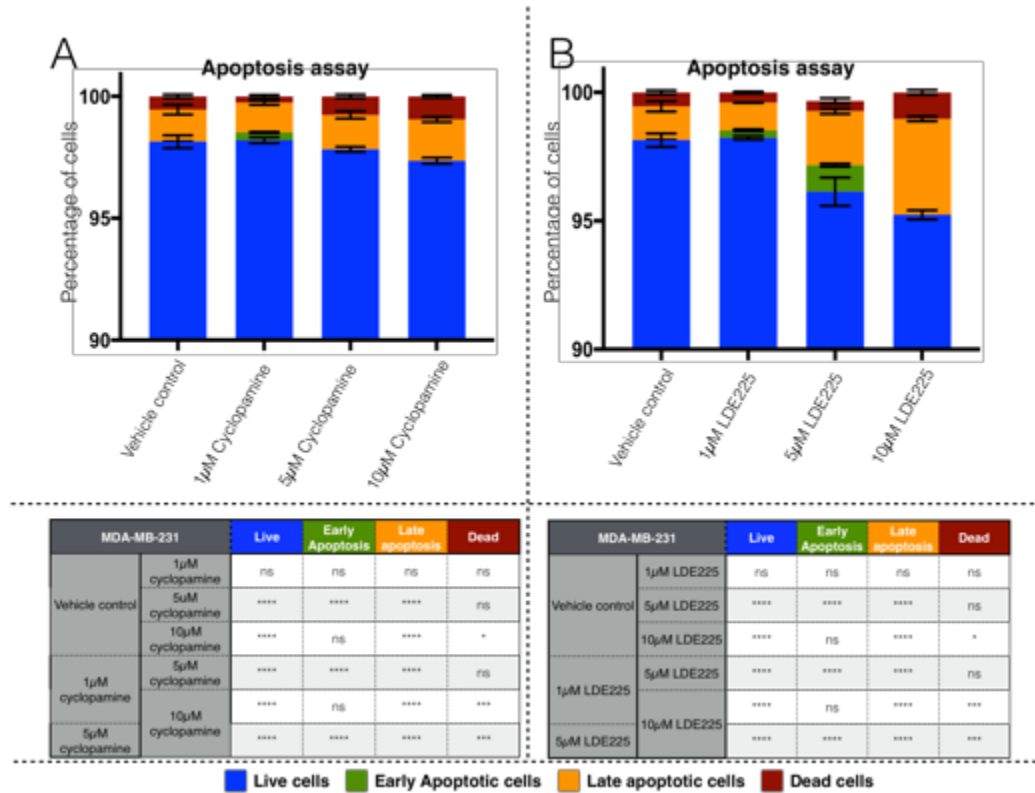 A
Apoptosis assay
Percentage of cells
100
95
90
Vehicle control
1µM Cyclopamine
5µM Cyclopamine
10µM Cyclopamine
B
Apoptosis assay
Percentage of cells
100
95
90
Vehicle control
1µM LDE225
5µM LDE225
10µM LDE225
MDA-MB-231 Live Early Apoptosis Late apoptosis Dead
Vehicle control 1µM cyclopamine ns ns ns ns
5uM cyclopamine **** **** **** ns
10µM cyclopamine **** ns **** *
1µM cyclopamine 5µM cyclopamine **** **** **** ns
10µM cyclopamine **** ns **** ***
5µM cyclopamine **** **** **** ***
MDA-MB-231 Live Early Apoptosis Late apoptosis Dead
Vehicle control 1µM LDE225 ns ns ns ns
5µM LDE225 **** **** **** ns
10µM LDE225 **** ns **** *
1µM LDE225 5µM LDE225 **** **** **** ns
10µM LDE225 **** ns **** ***
5µM LDE225 **** **** **** ***
Live cells Early Apoptotic cells Late apoptotic cells Dead cells